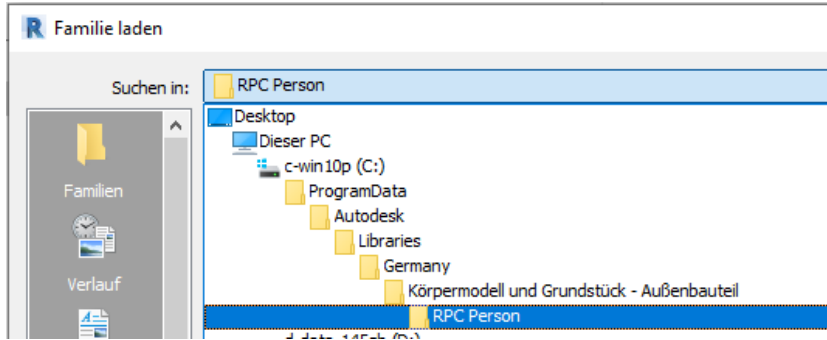 R Familie laden
Suchen in: RPC Person
Desktop
Dieser PC
c-win10p (C:)
ProgramData
Autodesk
Libraries
Germany
Körpermodell und Grundstück - Außenbauteil
RPC Person
Familien
Verlauf